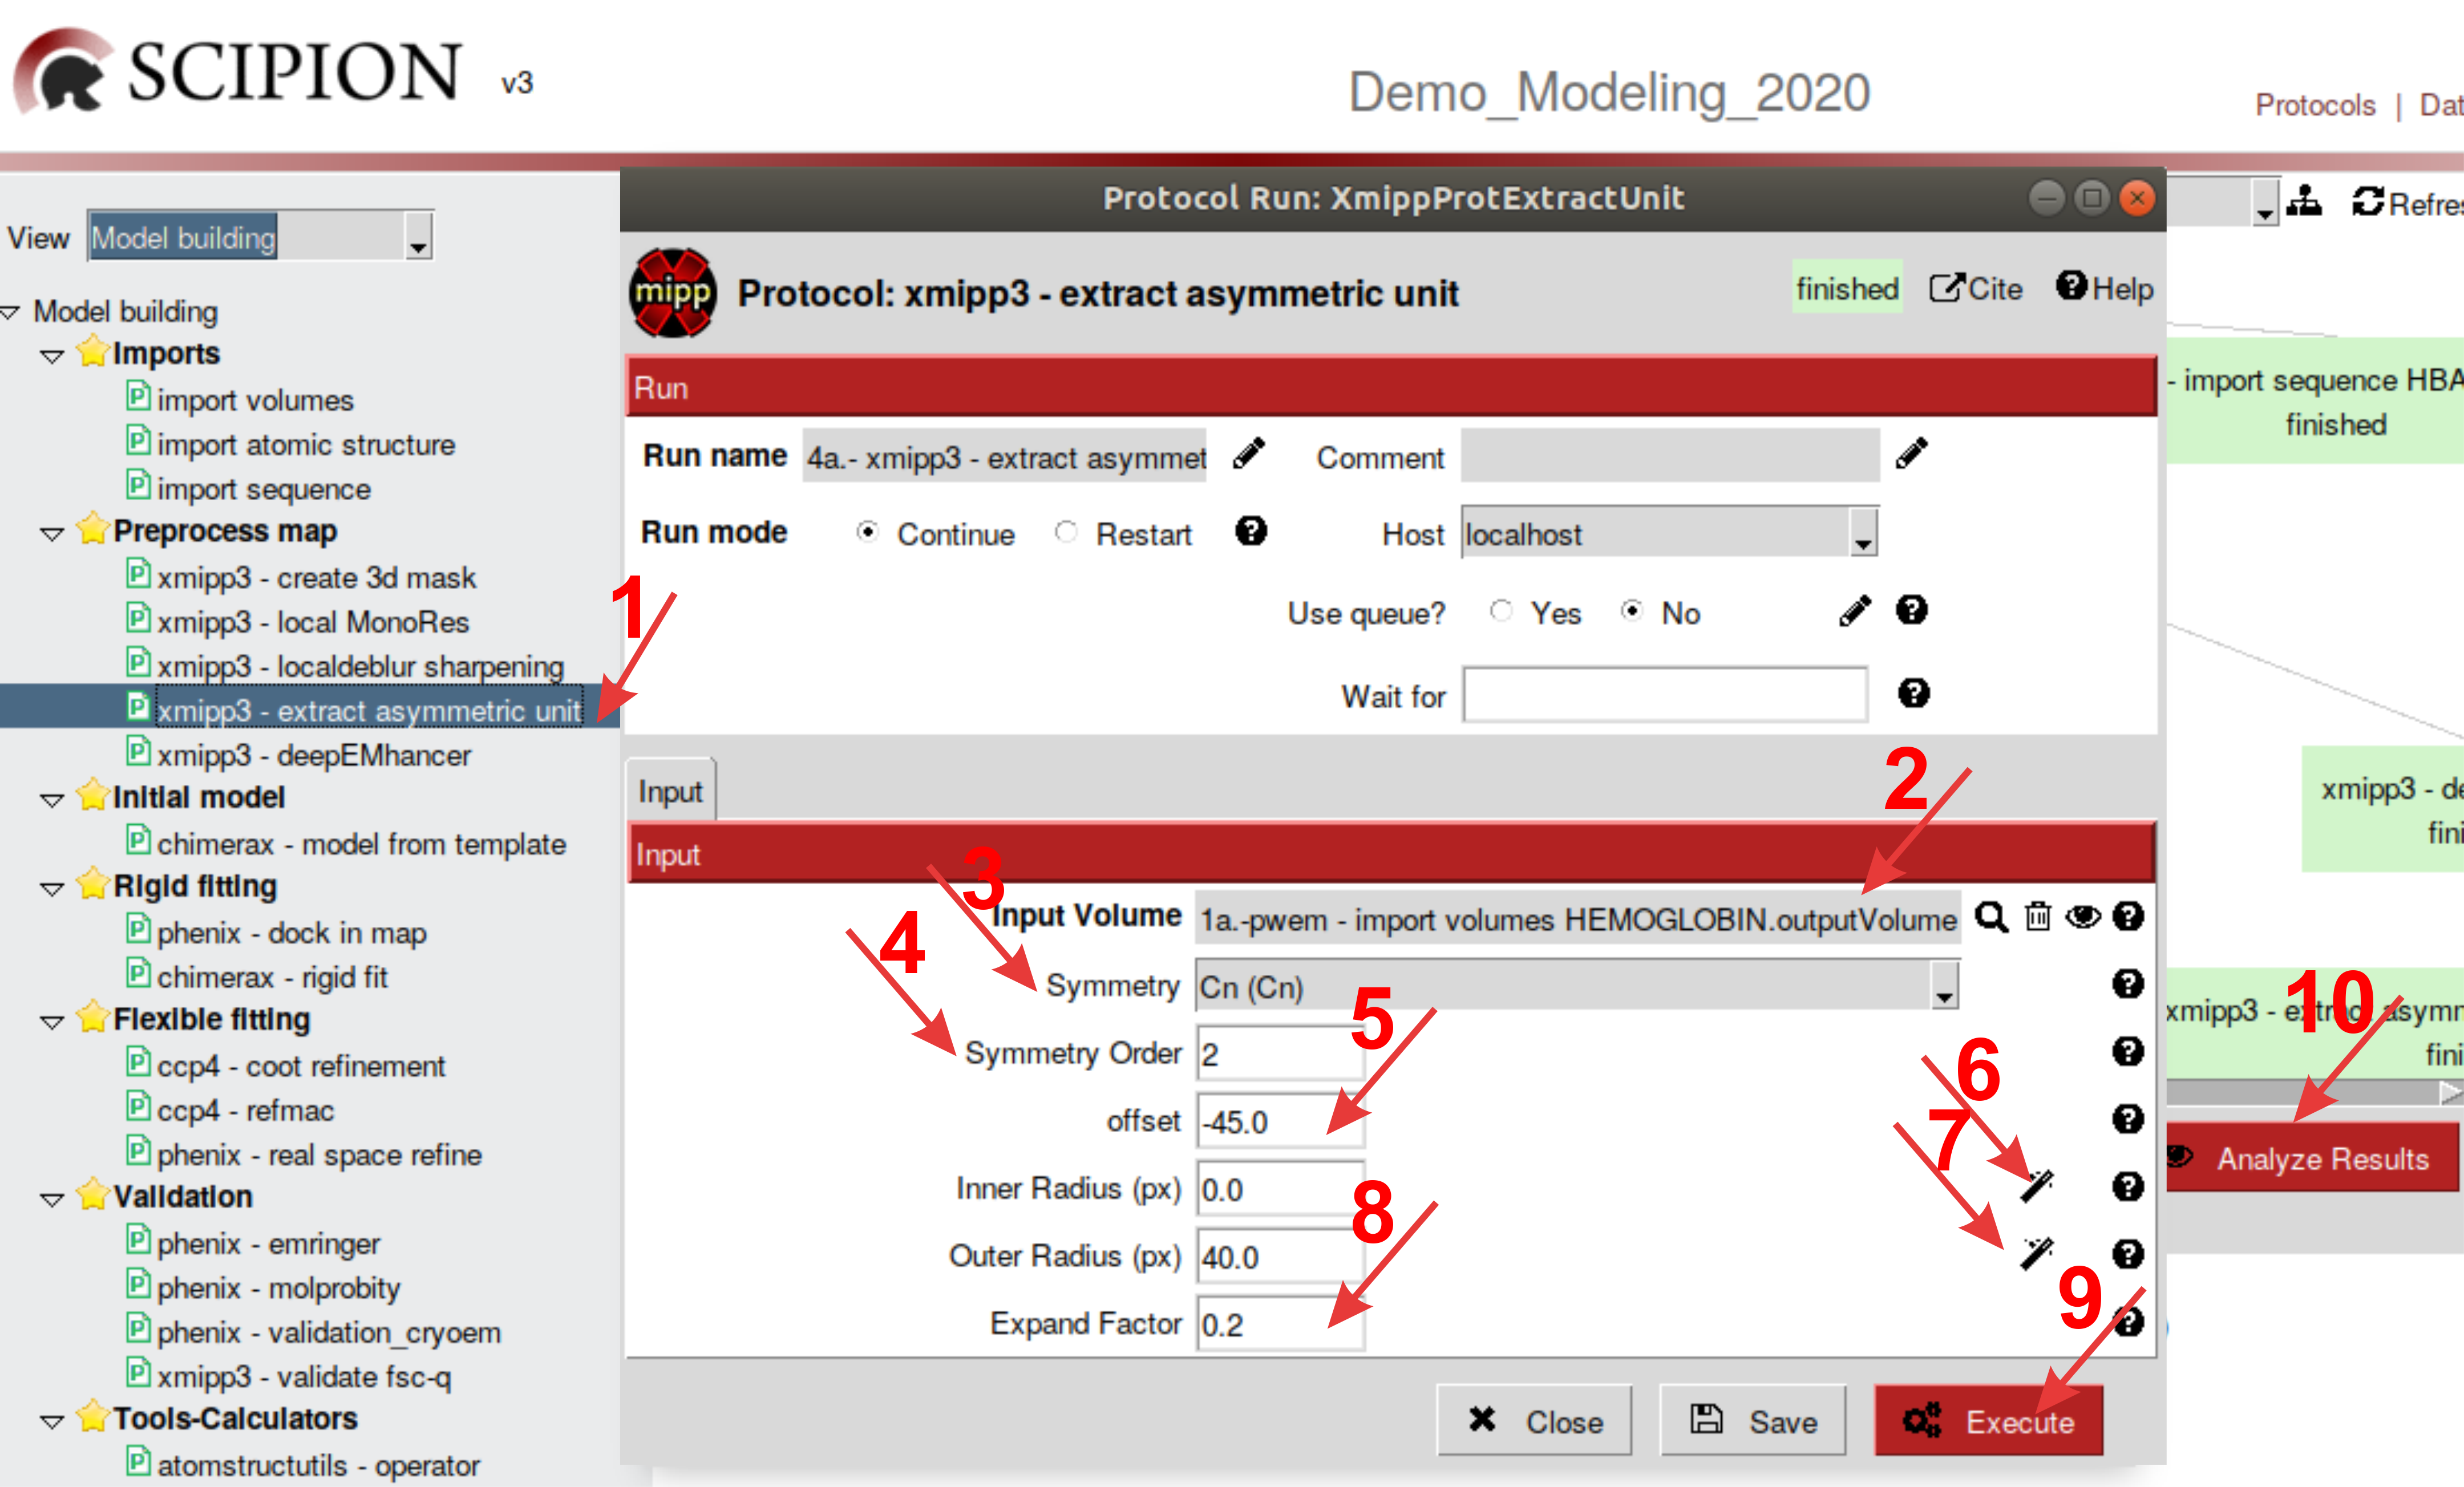 SCIPION v3
Demo_Modeling_2020
Protocols | Dat
View Model building
Model building
Imports
import volumes
import atomic structure
import sequence
Preprocess map
xmipp3 - create 3d mask
xmipp3 - local MonoRes
xmipp3 - localdeblur sharpening
xmipp3 - extract asymmetric unit
xmipp3 - deepEMhancer
Initial model
chimerax - model from template
Rigid fitting
phenix - dock in map
chimerax - rigid fit
Flexible fitting
ccp4 - coot refinement
ccp4 - refmac
phenix - real space refine
Validation
phenix - emringer
phenix - molprobity
phenix - validation_cryoem
xmipp3 - validate fsc-q
Tools-Calculators
atomstructutils - operator
1
Protocol Run: XmippProtExtractUnit
mipp Protocol: xmipp3 - extract asymmetric unit finished Cite Help
Run
Run name 4a.- xmipp3 - extract asymmet Comment
Run mode Continue Restart Host localhost
Use queue? Yes No
Wait for
2
Input
Input
3
Input Volume 1a.-pwem - import volumes HEMOGLOBIN.outputVolume
4
Symmetry Cn (Cn)
5
Symmetry Order 2
6
offset -45.0
7
Inner Radius (px) 0.0
8
Outer Radius (px) 40.0
9
Expand Factor 0.2
Close Save Execute
Refres
- import sequence HBA
finished
xmipp3 - de
fini
10
xmipp3 - extract asymm
fini
Analyze Results